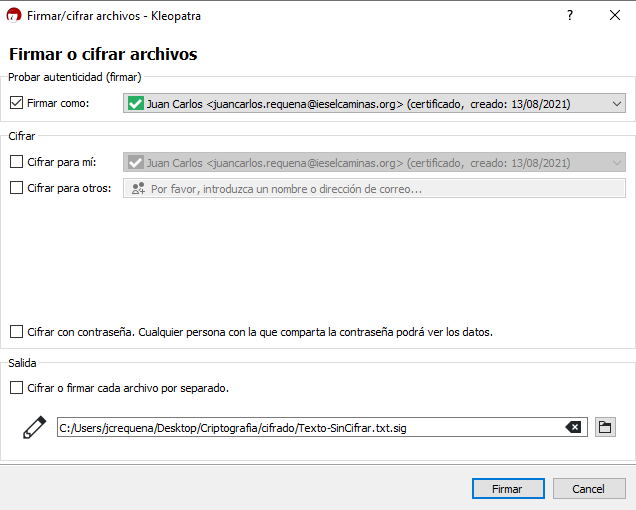 Firmar/cifrar archivos - Kleopatra
?
Firmar o cifrar archivos
Probar autenticidad (firmar)
Firmar como:
Juan Carlos <juancarlos.requena@ieselcaminas.org> (certificado, creado: 13/08/2021)
Cifrar
Cifrar para mí:
Juan Carlos <juancarlos.requena@ieselcaminas.org> (certificado, creado: 13/08/2021)
Cifrar para otros:
Por favor, introduzca un nombre o dirección de correo...
Cifrar con contraseña. Cualquier persona con la que comparta la contraseña podrá ver los datos.
Salida
Cifrar o firmar cada archivo por separado.
C:/Users/jcrequena/Desktop/Criptografia/cifrado/Texto-SinCifrar.txt.sig
Firmar
Cancel